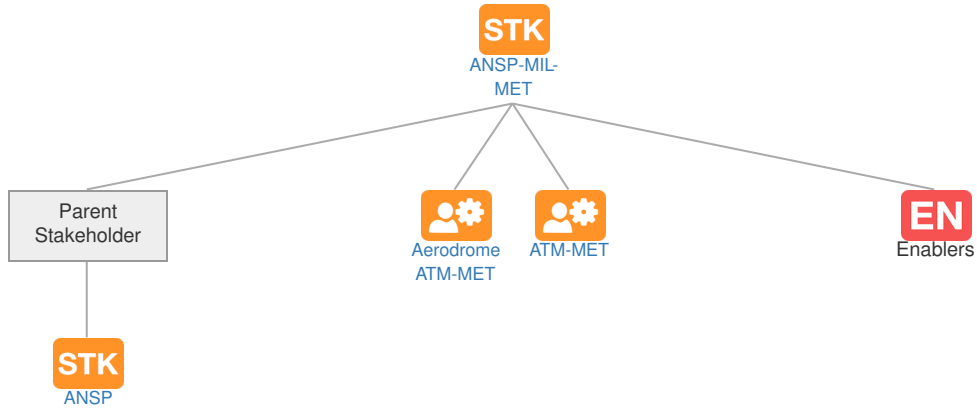 STK
ANSP-MIL-
MET
Parent
Stakeholder
Aerodrome
ATM-MET
ATM-MET
EN
Enablers
STK
ANSP